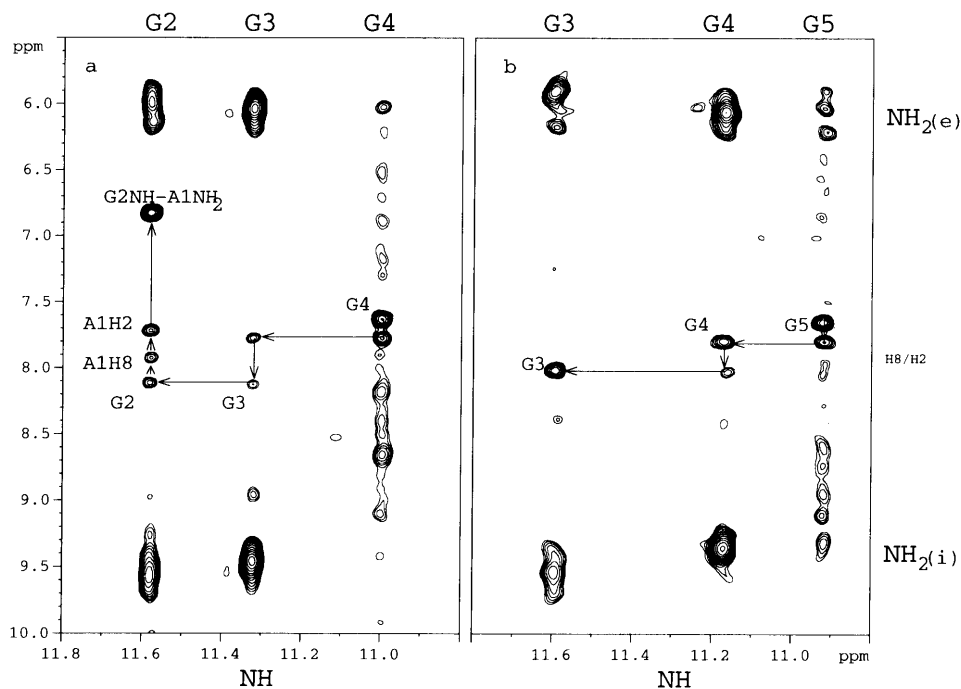 G2 G3 G4 G3 G4 G5
ppm
a b
6.0 NH2(e)
6.5
G2NH-A1NH2
7.0
7.5 G4
A1H2 G4 G5
8.0 A1H8 G3 H8/H2
G2 G3
8.5
9.0
9.5 NH2(i)
10.0
11.8 11.6 11.4 11.2 11.0 11.6 11.4 11.2 11.0 ppm
NH NH